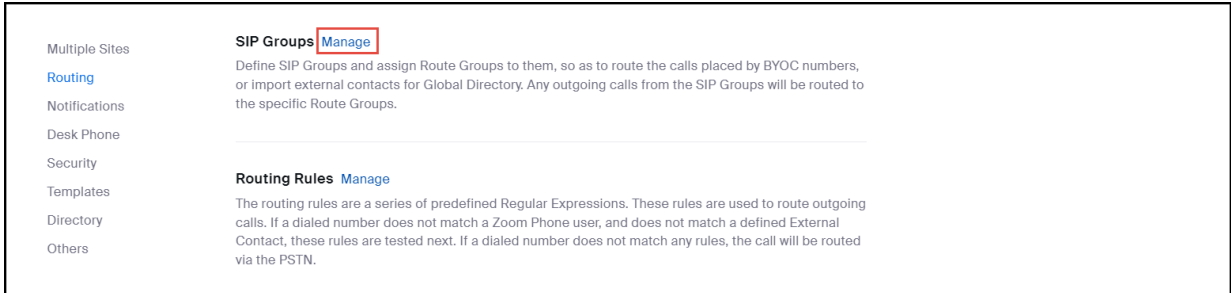 Multiple Sites
Routing
Notifications
Desk Phone
Security
Templates
Directory
Others
SIP Groups Manage
Define SIP Groups and assign Route Groups to them, so as to route the calls placed by BYOC numbers,
or import external contacts for Global Directory. Any outgoing calls from the SIP Groups will be routed to
the specific Route Groups.
Routing Rules Manage
The routing rules are a series of predefined Regular Expressions. These rules are used to route outgoing
calls. If a dialed number does not match a Zoom Phone user, and does not match a defined External
Contact, these rules are tested next. If a dialed number does not match any rules, the call will be routed
via the PSTN.